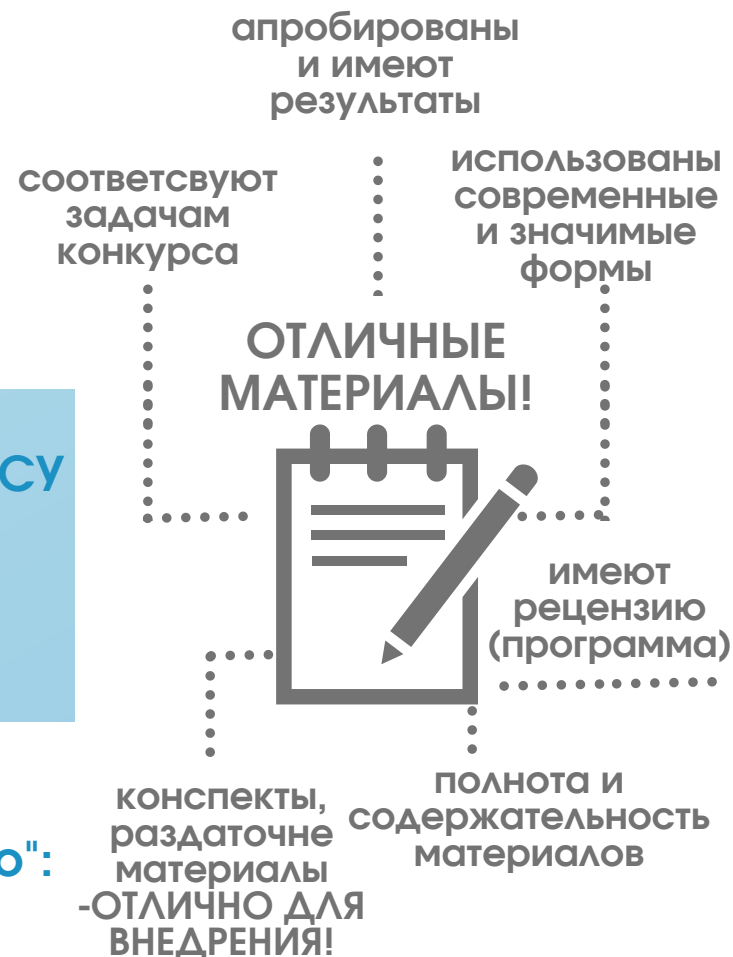 апробированы
и имеют
результаты
соответсвуют
задачам
конкурса
использованы
современные
и значимые
формы
ОТЛИЧНЫЕ
МАТЕРИАЛЫ!
СУ
имеют
рецензию
(программа)
конспекты,
раздаточне
материалы
-ОТЛИЧНО ДЛЯ
ВНЕДРЕНИЯ!
полнота и
содержательность
материалов
о":